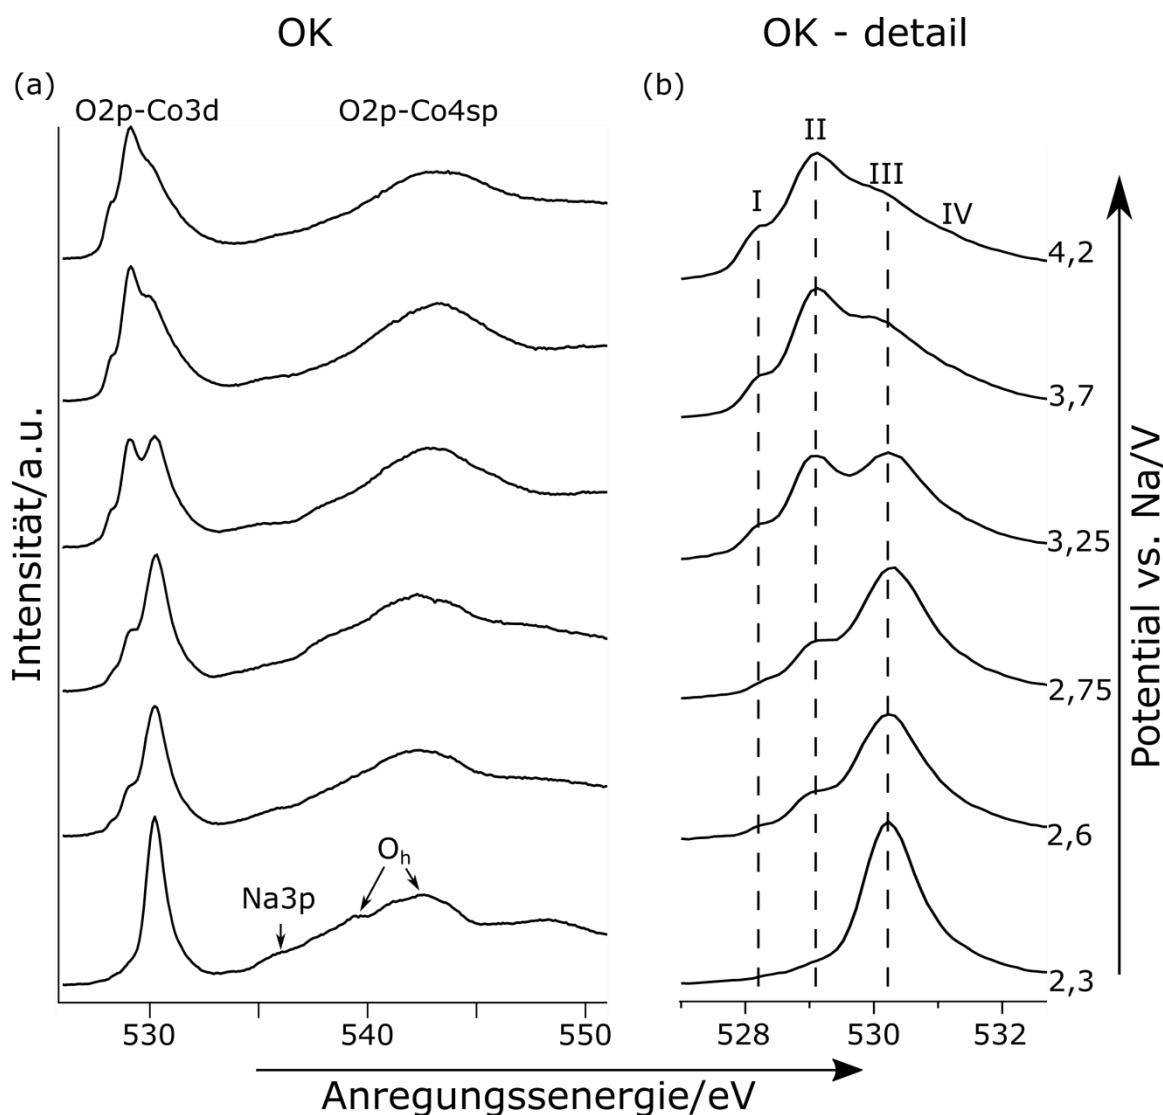 OK
OK - detail
(a)
(b)
O2p-Co3d
O2p-Co4sp
I
II
III
IV
4,2
3,7
3,25
2,75
2,6
2,3
Na3p
Oₕ
Intensität/a.u.
Potential vs. Na/V
530
540
550
528
530
532
Anregungssenergie/eV